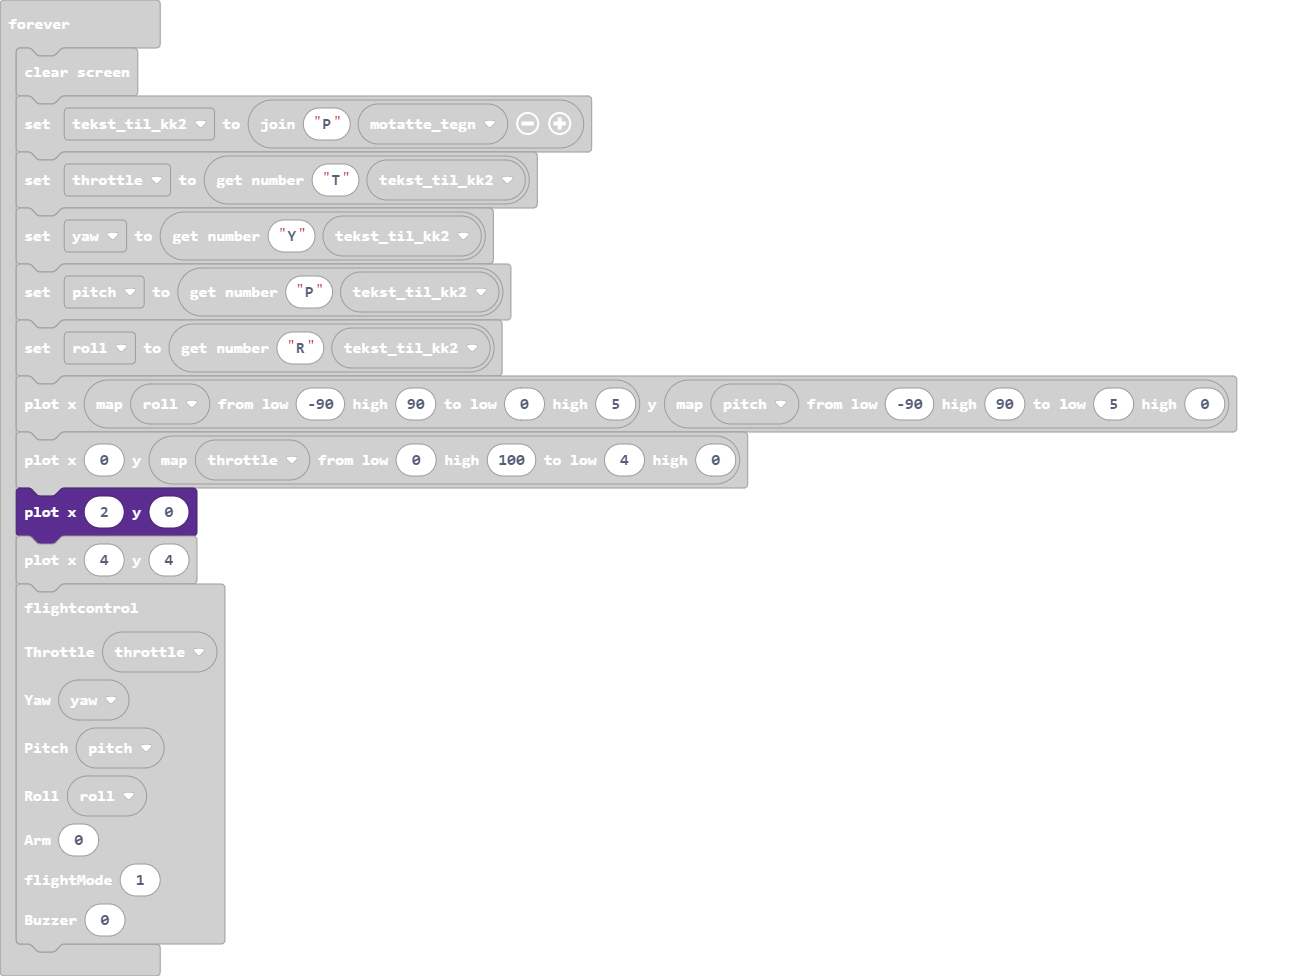 forever
clear screen
set tekst_til_kk2 to join "P" motatte_tegn
set throttle to get number "T" tekst_til_kk2
set yaw to get number "Y" tekst_til_kk2
set pitch to get number "P" tekst_til_kk2
set roll to get number "R" tekst_til_kk2
plot x map roll from low -90 high 90 to low 0 high 5 y map pitch from low -90 high 90 to low 5 high 0
plot x 0 y map throttle from low 0 high 100 to low 4 high 0
plot x 2 y 0
plot x 4 y 4
flightcontrol
Throttle throttle
Yaw yaw
Pitch pitch
Roll roll
Arm 0
flightMode 1
Buzzer 0